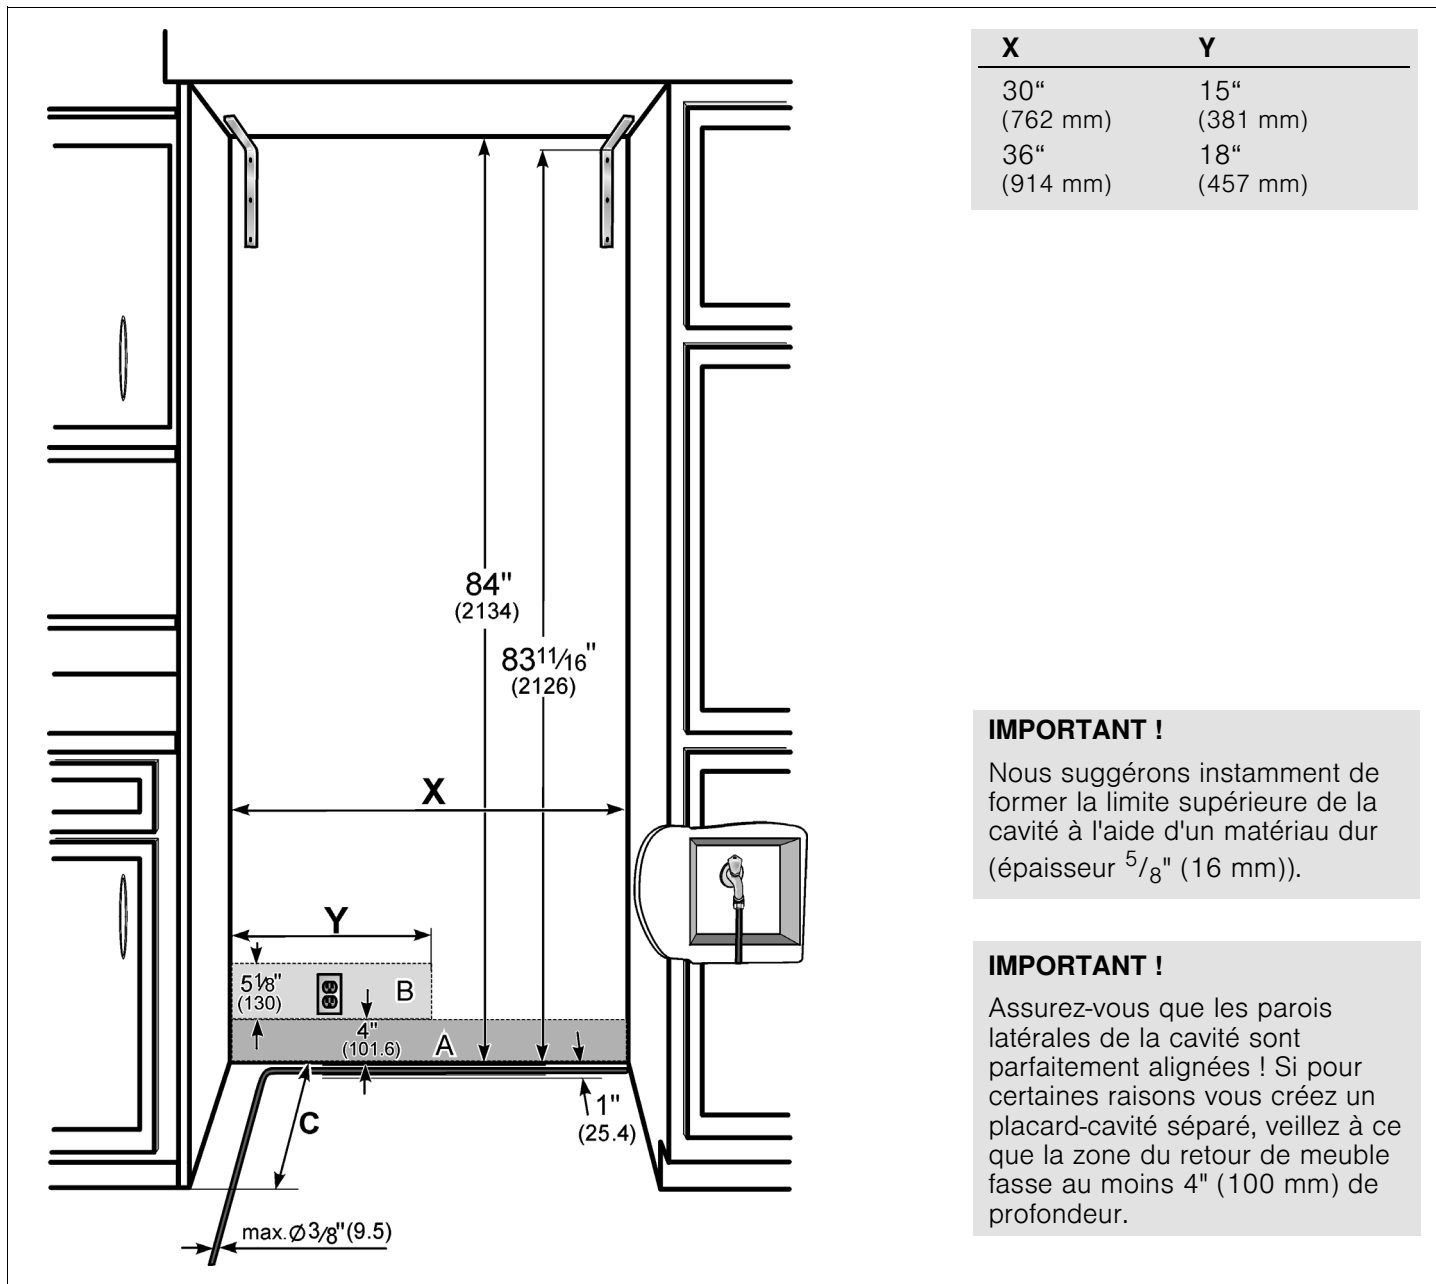 X Y
30“ 15“
(762 mm) (381 mm)
36“ 18“
(914 mm) (457 mm)
84"
(2134)
83 11/16"
(2126)
X
Y
5 1/8"
(130)
B
4"
(101.6)
A
C
1"
(25.4)
max.Ø3/8"(9.5)
IMPORTANT !
Nous suggérons instamment de
former la limite supérieure de la
cavité à l'aide d'un matériau dur
(épaisseur 5/8" (16 mm)).
IMPORTANT !
Assurez-vous que les parois
latérales de la cavité sont
parfaitement alignées ! Si pour
certaines raisons vous créez un
placard-cavité séparé, veillez à ce
que la zone du retour de meuble
fasse au moins 4" (100 mm) de
profondeur.